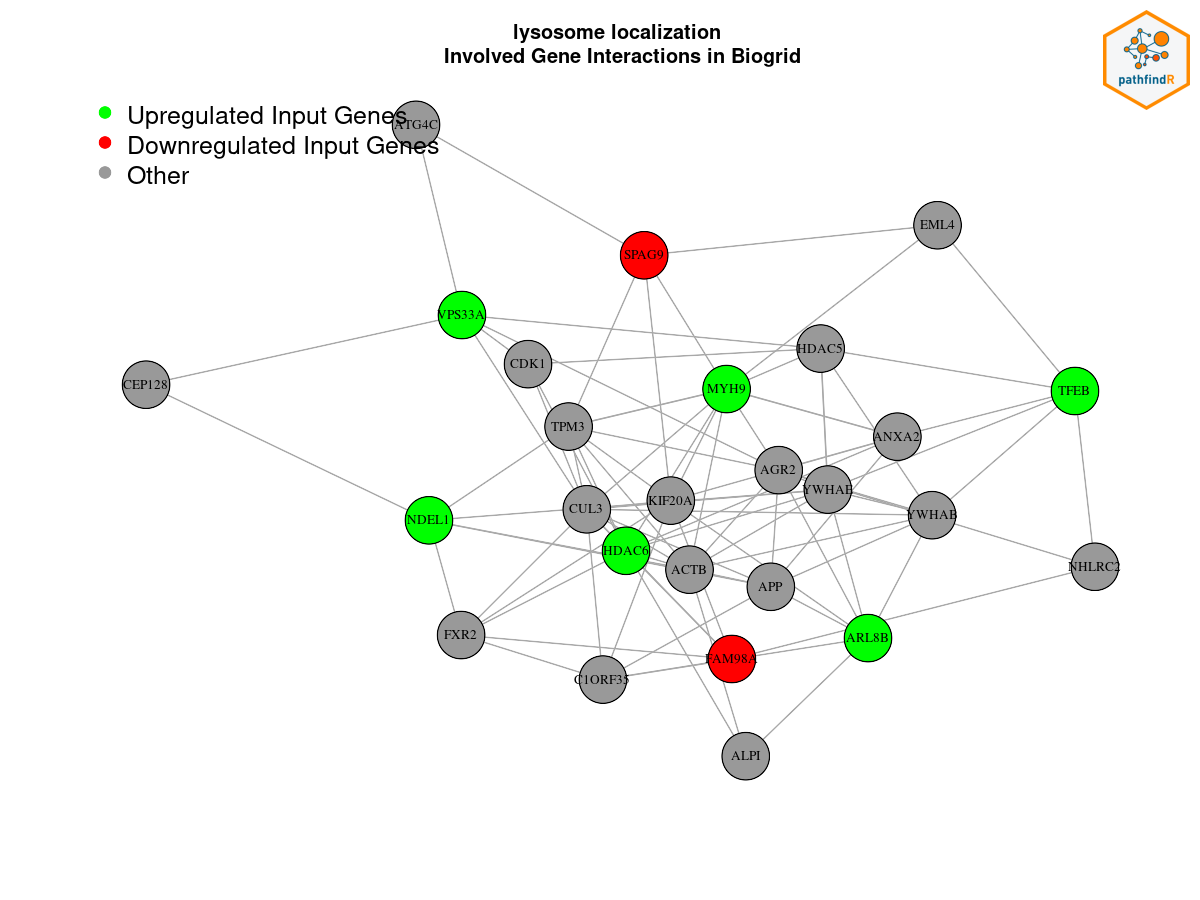 lysosome localization
Involved Gene Interactions in Biogrid
pathfindR
Upregulated Input Genes
ATG4C
Downregulated Input Genes
Other
EML4
SPAG9
VPS33A
HDAC5
CDK1
CEP128
MYH9
TFEB
TPM3
ANXA2
AGR2
YWHAE
KIF20A
CUL3
YWHAB
NDEL1
HDAC6
ACTB
NHLRC2
APP
FXR2
ARL8B
FAM98A
C1ORF35
ALPI